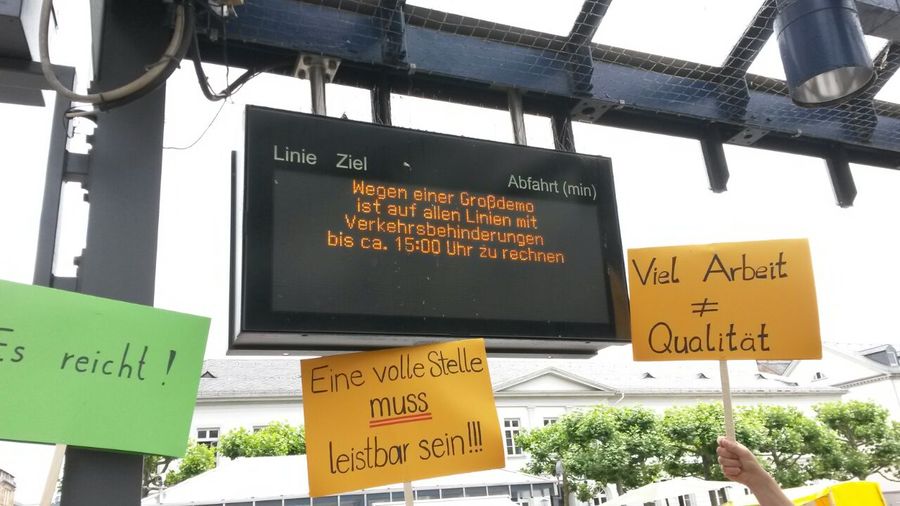 Linie Ziel Abfahrt (min)
Wegen einer Großdemo
ist auf allen Linien mit
Verkehrsbehinderungen
bis ca. 15:00 Uhr zu rechnen
Viel Arbeit
≠
Qualität
Es reicht!
Eine volle Stelle
muss
leistbar sein!!!